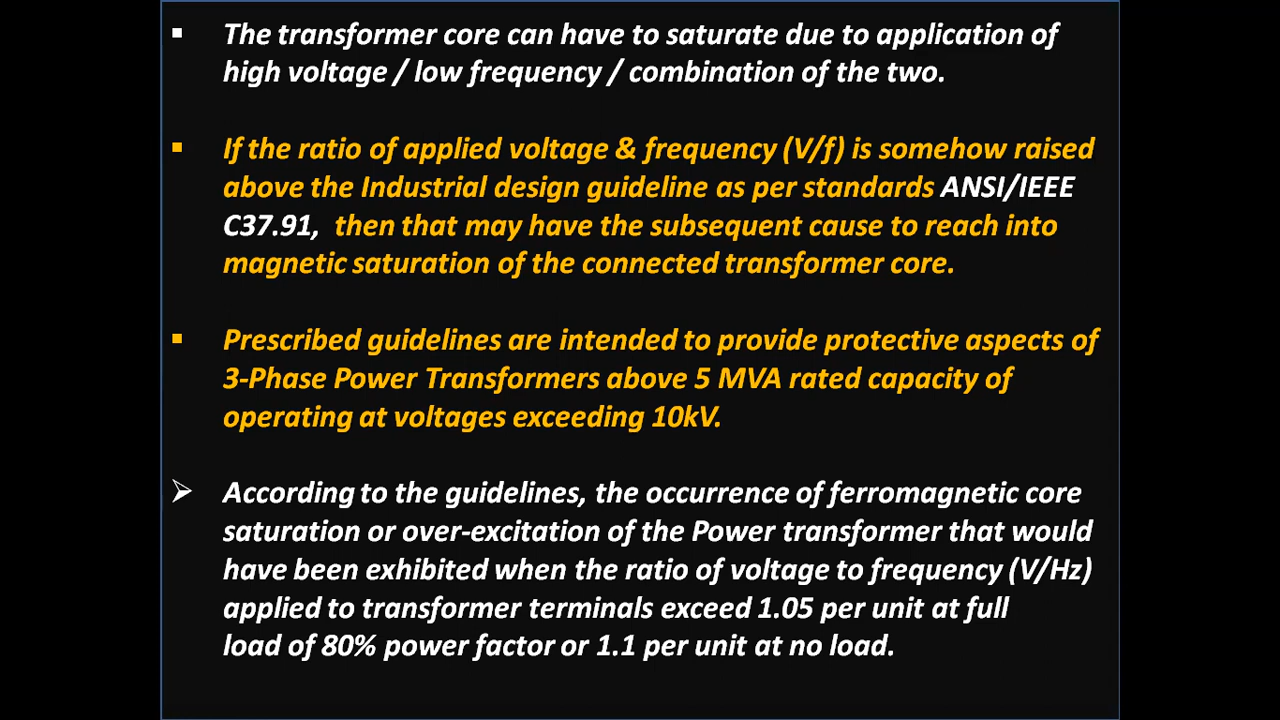 The transformer core can have to saturate due to application of
high voltage / low frequency / combination of the two.
If the ratio of applied voltage & frequency (V/f) is somehow raised
above the Industrial design guideline as per standards ANSI/IEEE
C37.91, then that may have the subsequent cause to reach into
magnetic saturation of the connected transformer core.
Prescribed guidelines are intended to provide protective aspects of
3-Phase Power Transformers above 5 MVA rated capacity of
operating at voltages exceeding 10kV.
According to the guidelines, the occurrence of ferromagnetic core
saturation or over-excitation of the Power transformer that would
have been exhibited when the ratio of voltage to frequency (V/Hz)
applied to transformer terminals exceed 1.05 per unit at full
load of 80% power factor or 1.1 per unit at no load.